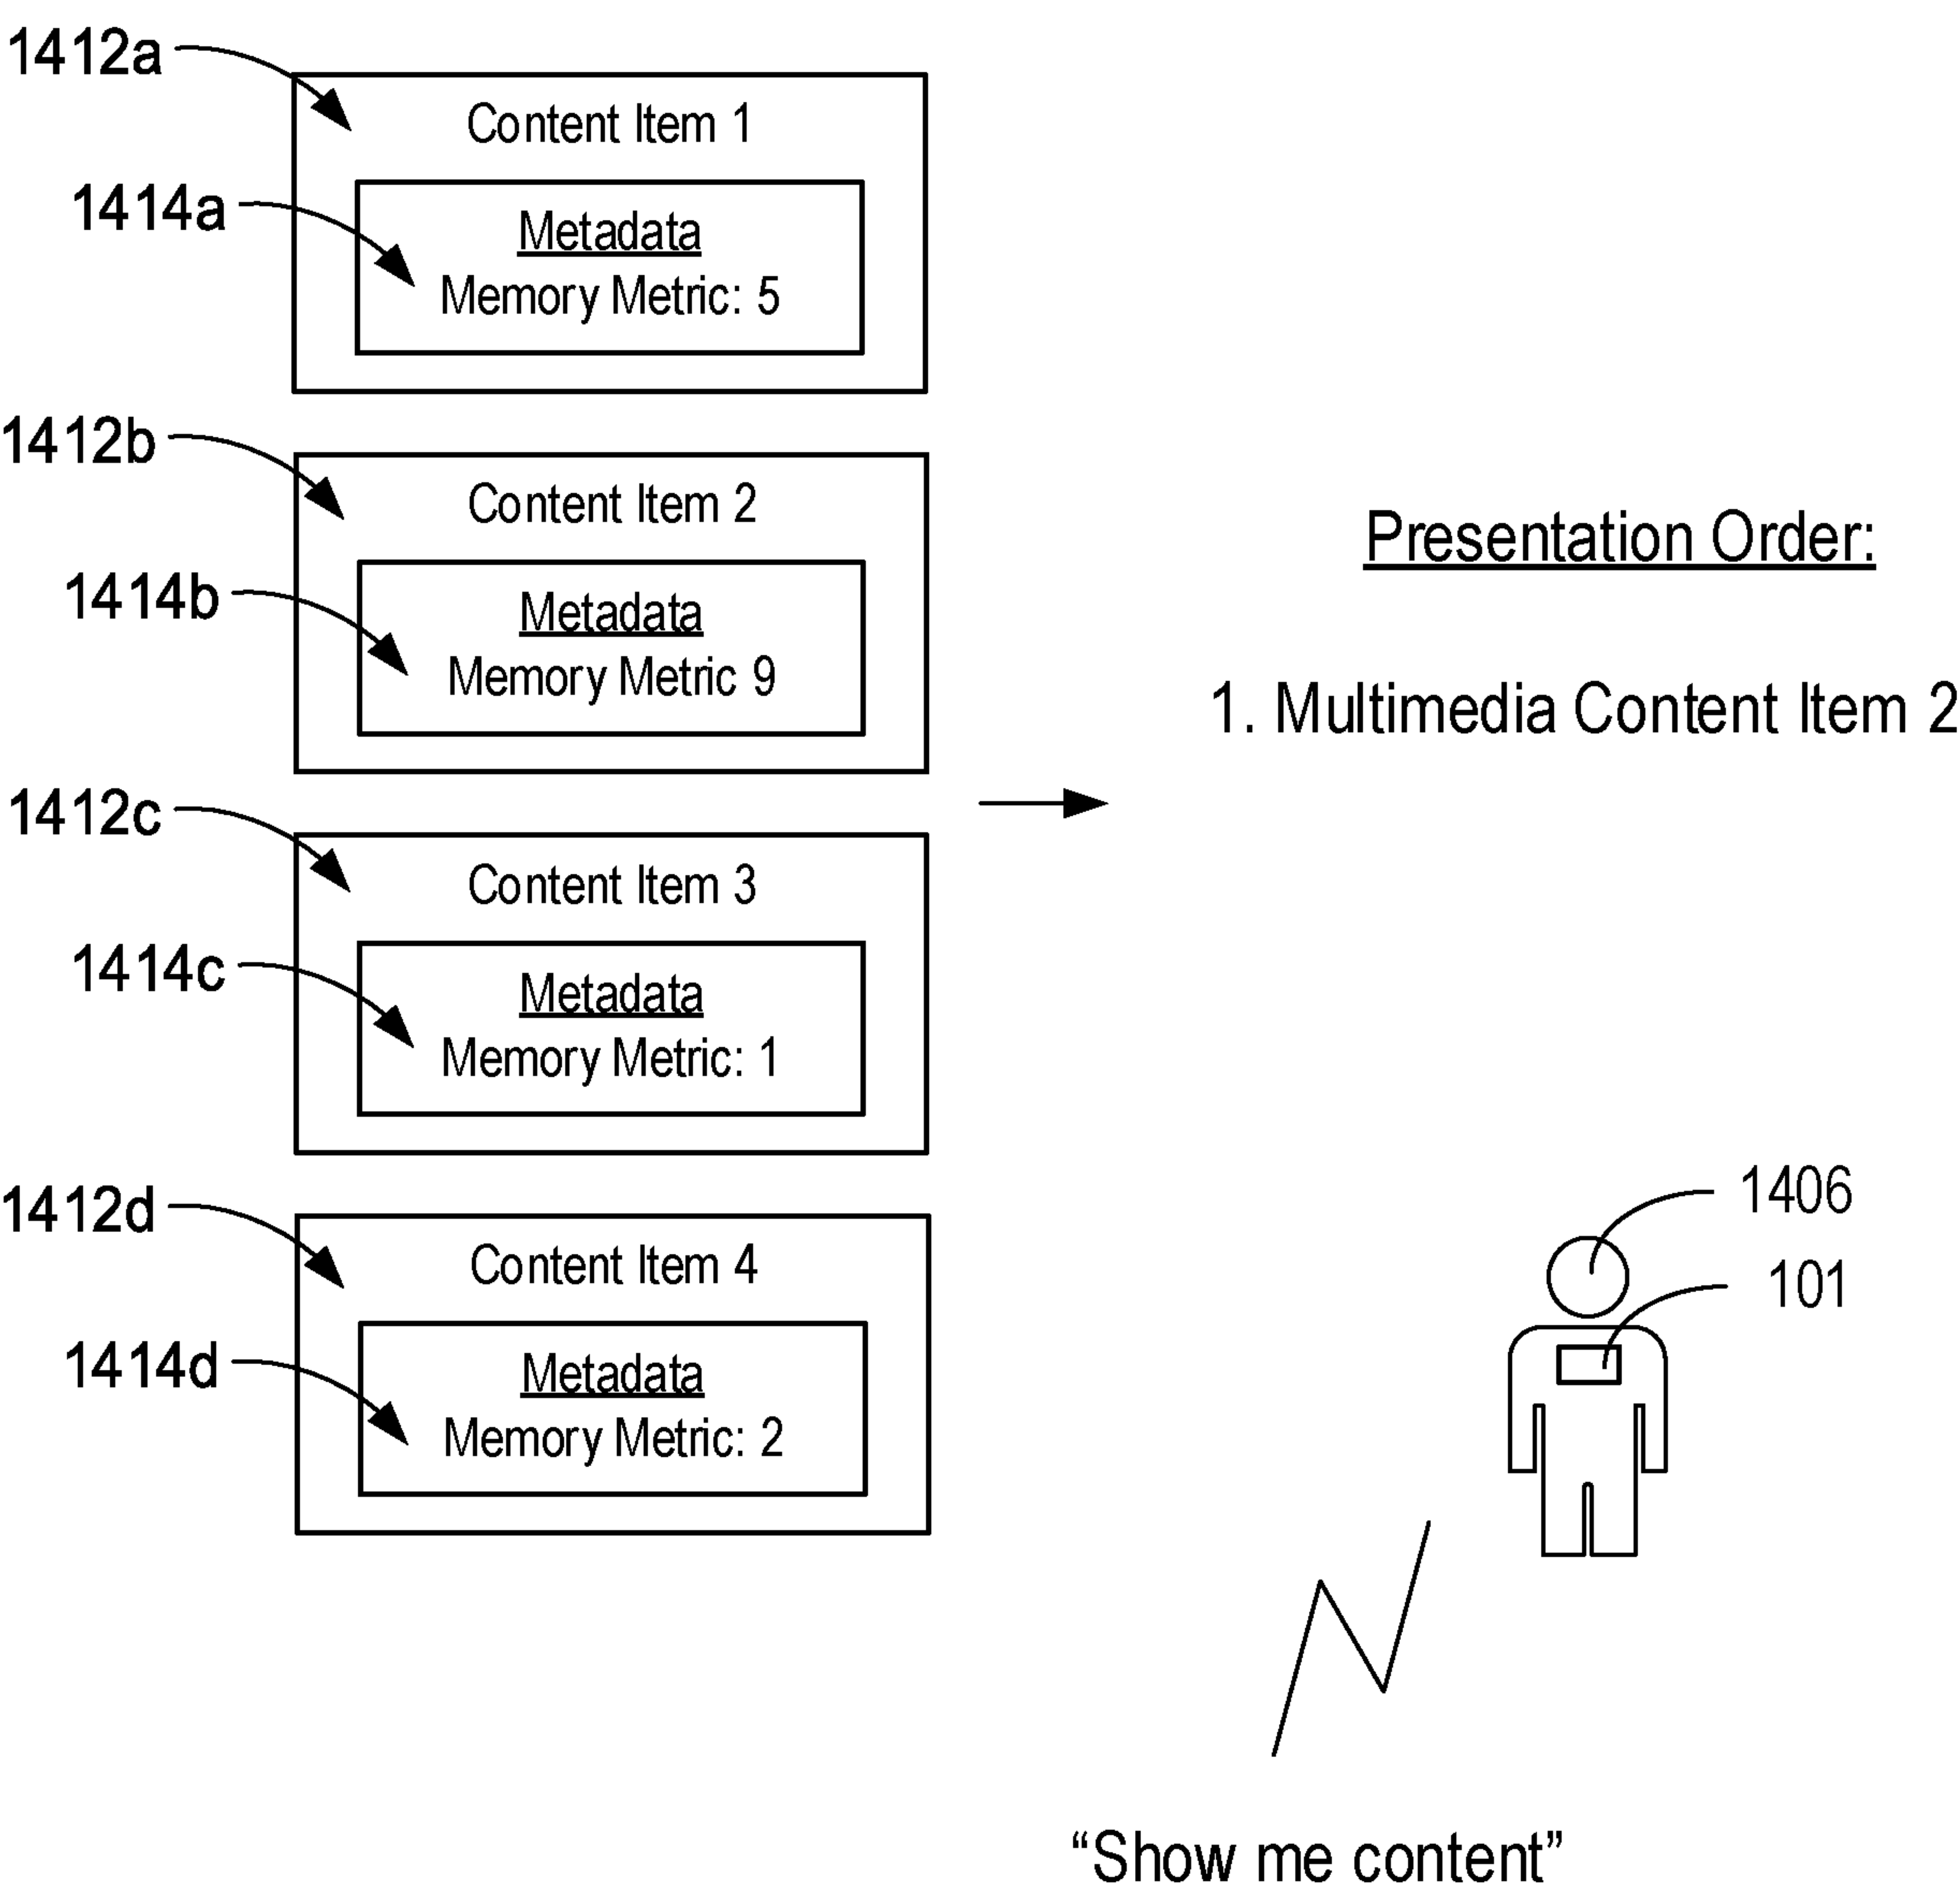 1412a
Content Item 1
1414a
Metadata
Memory Metric: 5
1412b
Content Item 2
1414b
Metadata
Memory Metric 9
1412c
Content Item 3
1414c
Metadata
Memory Metric: 1
1412d
Content Item 4
1414d
Metadata
Memory Metric: 2
Presentation Order:
1. Multimedia Content Item 2
1406
101
“Show me content”